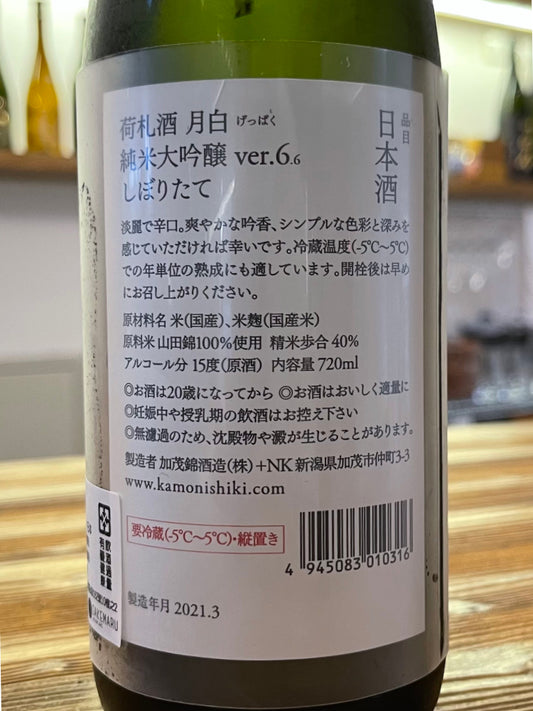 品目
日本酒
荷札酒 月白 げっぱく
純米大吟醸 ver.6.6
しぼりたて
淡麗で辛口。爽やかな吟香、シンプルな色彩と深みを
感じていただければ幸いです。冷蔵温度(-5℃〜5℃)
での年単位の熟成にも適しています。開栓後は早め
にお召し上がりください。
原材料名 米(国産)、米麹(国産米)
原料米 山田錦100%使用 精米歩合 40%
アルコール分 15度(原酒) 内容量 720ml
◎お酒は20歳になってから ◎お酒はおいしく適量に
◎妊娠中や授乳期の飲酒はお控え下さい
◎無濾過のため、沈殿物や澱が生じることがあります。
製造者 加茂錦酒造(株)+NK 新潟県加茂市仲町3-3
www.kamonishiki.com
要冷蔵(-5℃〜5℃)・縦置き
4 945083 010316
製造年月 2021.3
飲酒過量
有礙健康
SAKEMARU